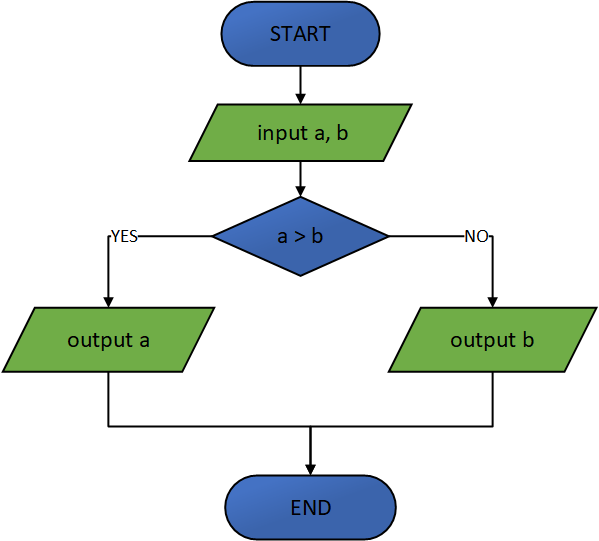 START
input a, b
a > b
YES
NO
output a
output b
END